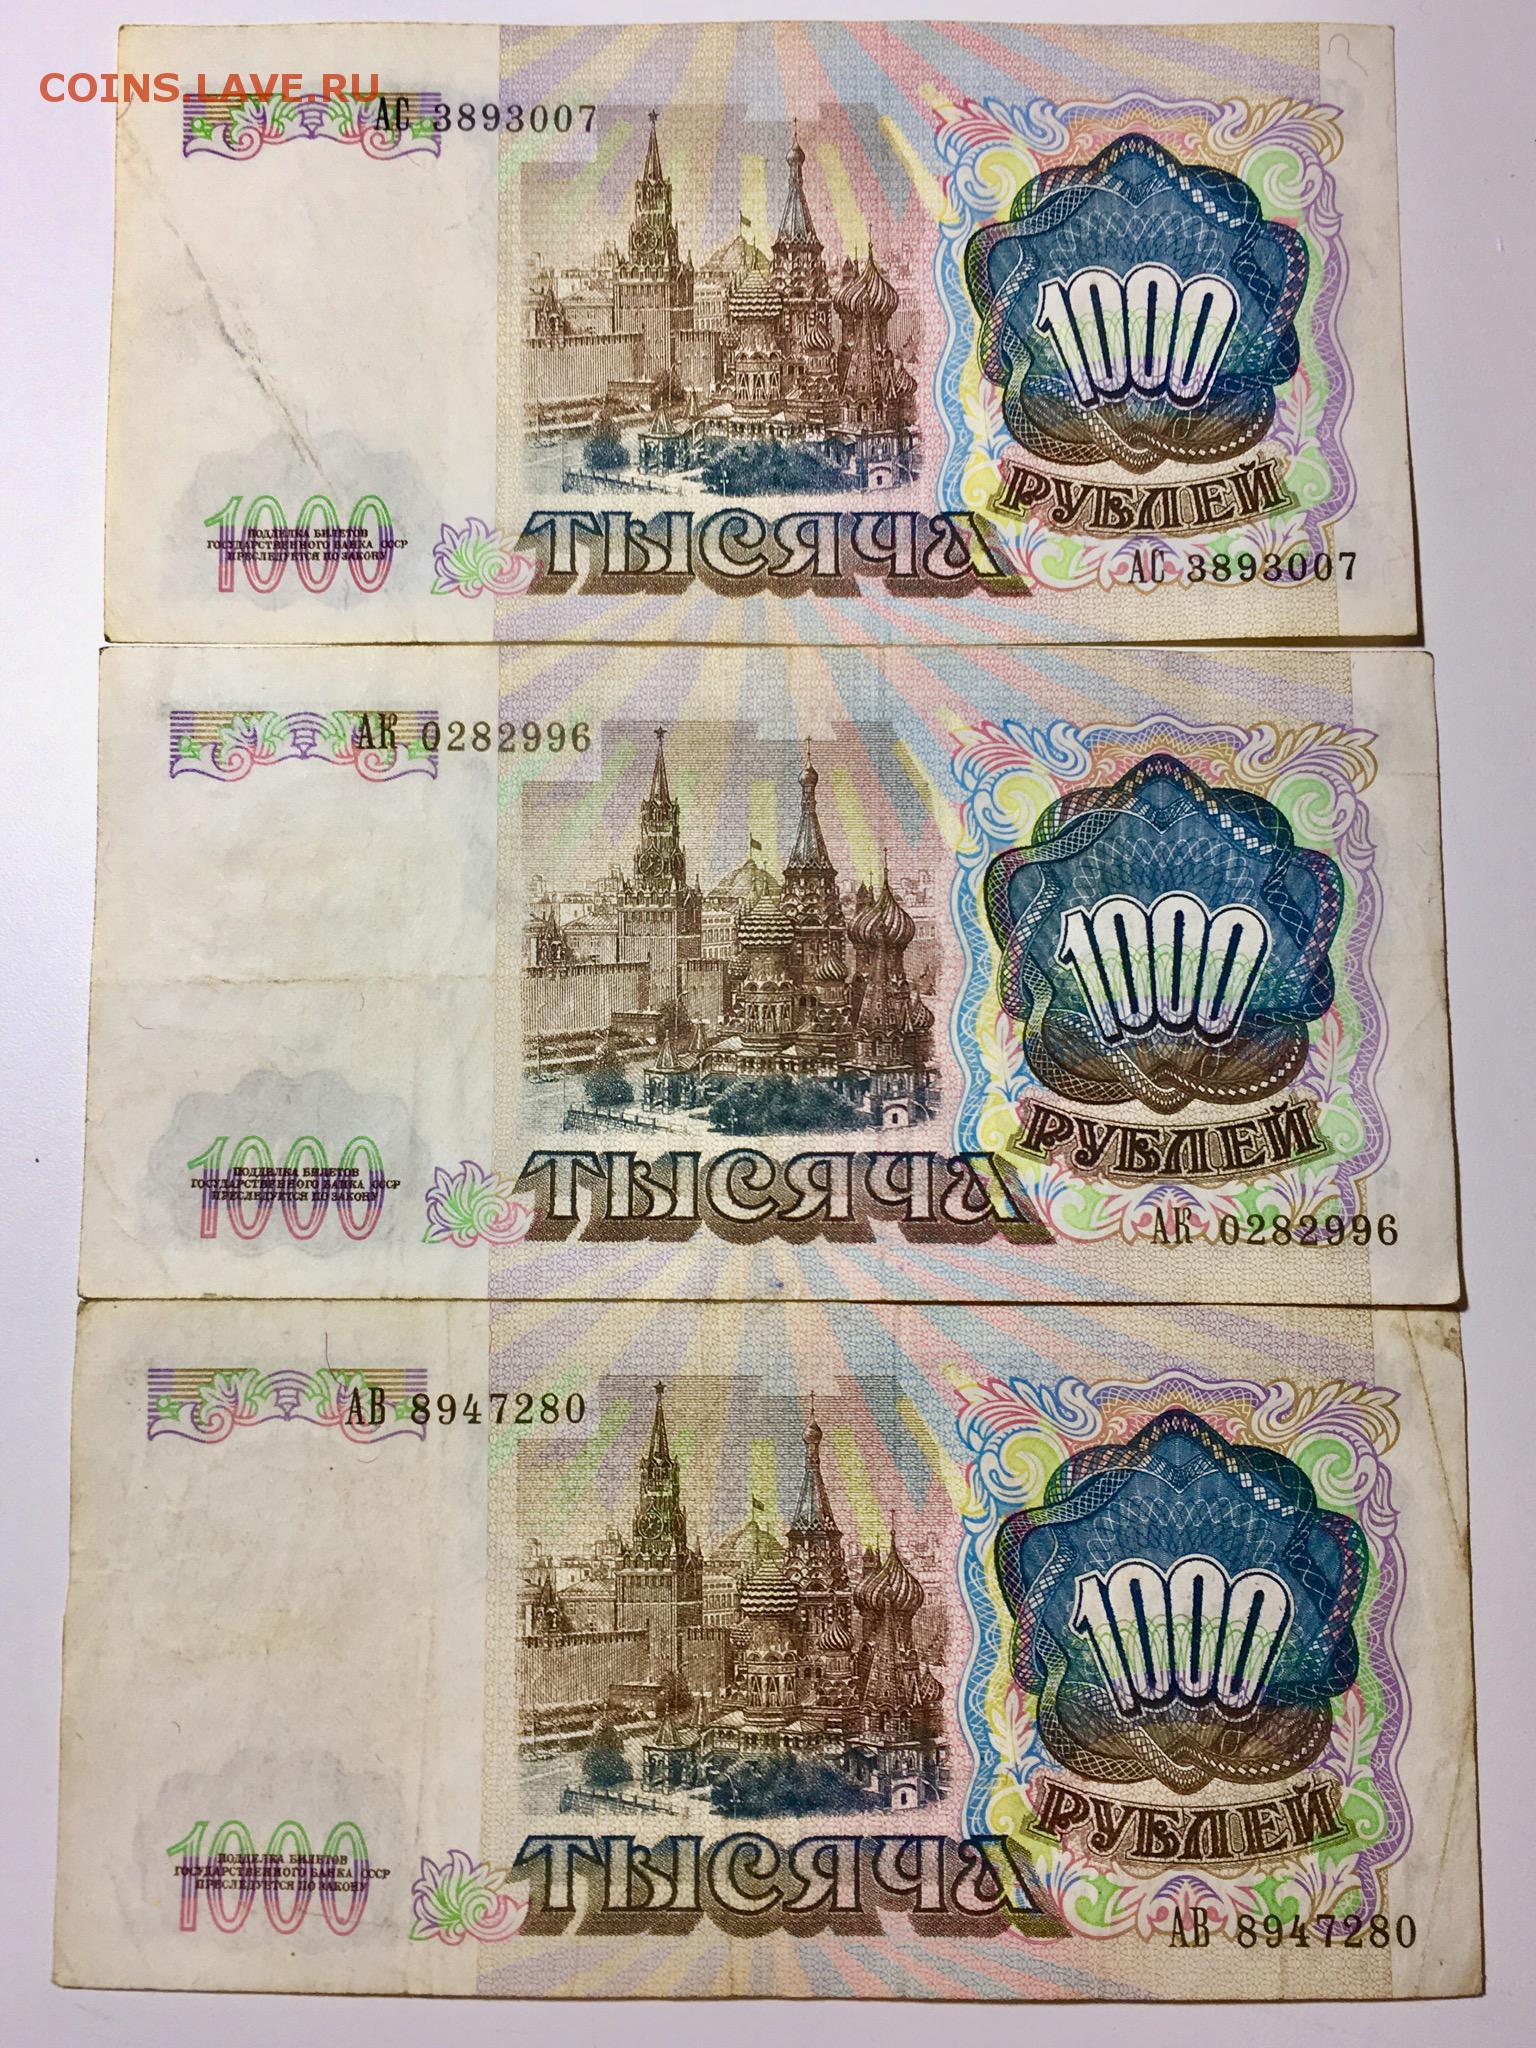 COINS.LAVE.RU
АС 3893007
1000
РУБЛЕЙ
1000
ПОДДЕЛКА БИЛЕТОВ
ГОСУДАРСТВЕННОГО БАНКА СССР
ПРЕСЛЕДУЕТСЯ ПО ЗАКОНУ
ТЫСЯЧА
АС 3893007
АК 0282996
1000
РУБЛЕЙ
1000
ПОДДЕЛКА БИЛЕТОВ
ГОСУДАРСТВЕННОГО БАНКА СССР
ПРЕСЛЕДУЕТСЯ ПО ЗАКОНУ
ТЫСЯЧА
АК 0282996
АВ 8947280
1000
РУБЛЕЙ
1000
ПОДДЕЛКА БИЛЕТОВ
ГОСУДАРСТВЕННОГО БАНКА СССР
ПРЕСЛЕДУЕТСЯ ПО ЗАКОНУ
ТЫСЯЧА
АВ 8947280